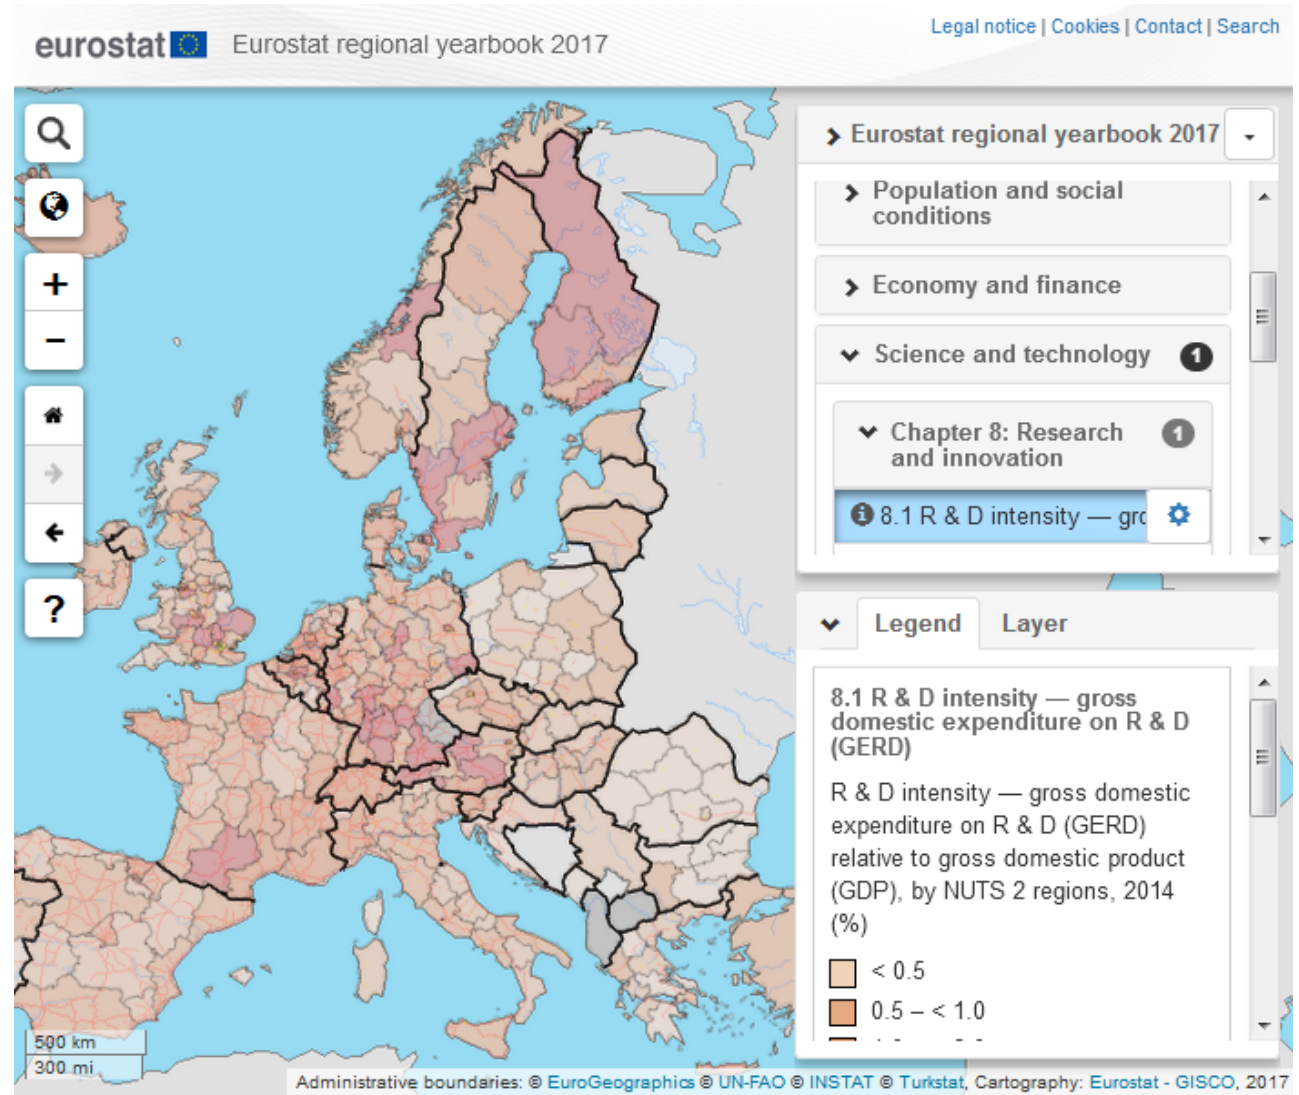 Legal notice | Cookies | Contact | Search
eurostat Eurostat regional yearbook 2017
Eurostat regional yearbook 2017
Population and social
conditions
Economy and finance
Science and technology 1
Chapter 8: Research 1
and innovation
8.1 R & D intensity — gro
Legend Layer
8.1 R & D intensity — gross
domestic expenditure on R & D
(GERD)
R & D intensity — gross domestic
expenditure on R & D (GERD)
relative to gross domestic product
(GDP), by NUTS 2 regions, 2014
(%)
< 0.5
0.5 – < 1.0
+
−
?
500 km
300 mi
Administrative boundaries: © EuroGeographics © UN-FAO © INSTAT © Turkstat, Cartography: Eurostat - GISCO, 2017